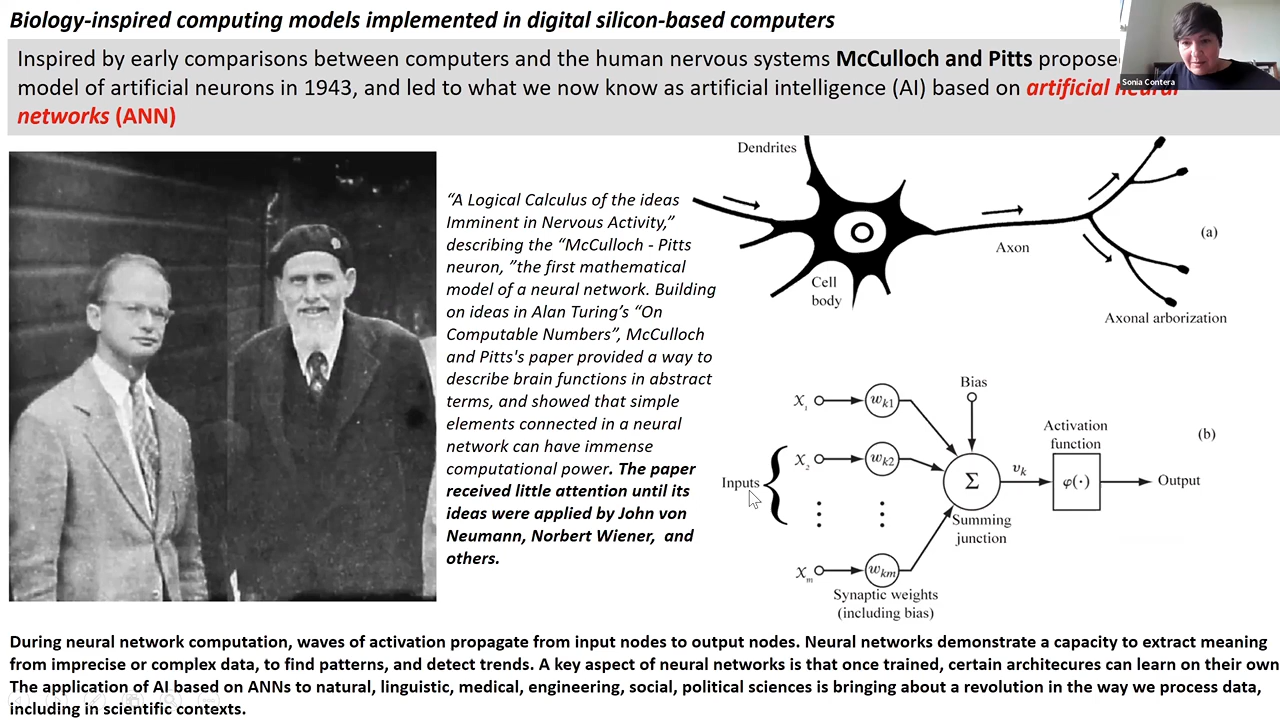 Biology-inspired computing models implemented in digital silicon-based computers
Inspired by early comparisons between computers and the human nervous systems McCulloch and Pitts propose
model of artificial neurons in 1943, and led to what we now know as artificial intelligence (AI) based on artificial neural
networks (ANN)
Sonia Contera
"A Logical Calculus of the ideas
Imminent in Nervous Activity,"
describing the "McCulloch - Pitts
neuron, "the first mathematical
model of a neural network. Building
on ideas in Alan Turing's "On
Computable Numbers", McCulloch
and Pitts's paper provided a way to
describe brain functions in abstract
terms, and showed that simple
elements connected in a neural
network can have immense
computational power. The paper
received little attention until its
ideas were applied by John von
Neumann, Norbert Wiener, and
others.
Dendrites
Cell
body
Axon
(a)
Axonal arborization
Bias
Activation
function
(b)
X1
wk1
X2
wk2
Inputs
Σ
υk
φ(·)
Output
Summing
junction
Xm
wkm
Synaptic weights
(including bias)
During neural network computation, waves of activation propagate from input nodes to output nodes. Neural networks demonstrate a capacity to extract meaning
from imprecise or complex data, to find patterns, and detect trends. A key aspect of neural networks is that once trained, certain architecures can learn on their own
The application of AI based on ANNs to natural, linguistic, medical, engineering, social, political sciences is bringing about a revolution in the way we process data,
including in scientific contexts.